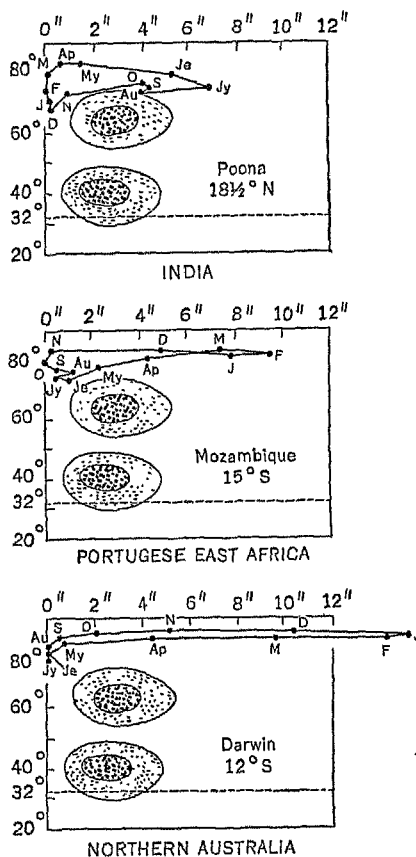 0" 2" 4" 6" 8" 10" 12"
M Ap Je
80° My O S Jy
F Au
J N
D
60°
Poona
40° 18½° N
32°
20°
INDIA
0" 2" 4" 6" 8" 10" 12"
N D M
80° S Au Ap J F
O My
Jy Je
60°
Mozambique
40° 15° S
32°
20°
PORTUGESE EAST AFRICA
0" 2" 4" 6" 8" 10" 12"
Au S O N D
My Ap M F
80°
Jy Je
60°
Darwin
40° 12° S
32°
20°
NORTHERN AUSTRALIA